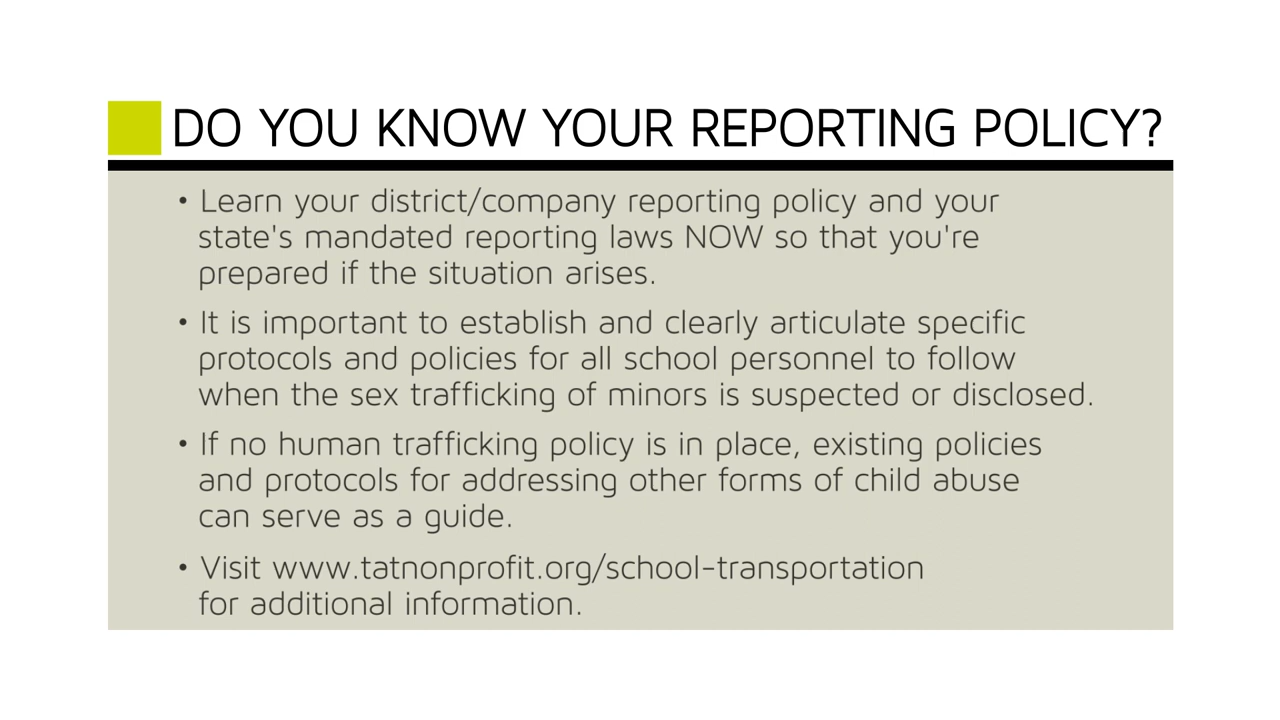 DO YOU KNOW YOUR REPORTING POLICY?
• Learn your district/company reporting policy and your
state's mandated reporting laws NOW so that you're
prepared if the situation arises.
• It is important to establish and clearly articulate specific
protocols and policies for all school personnel to follow
when the sex trafficking of minors is suspected or disclosed.
• If no human trafficking policy is in place, existing policies
and protocols for addressing other forms of child abuse
can serve as a guide.
• Visit www.tatnonprofit.org/school-transportation
for additional information.